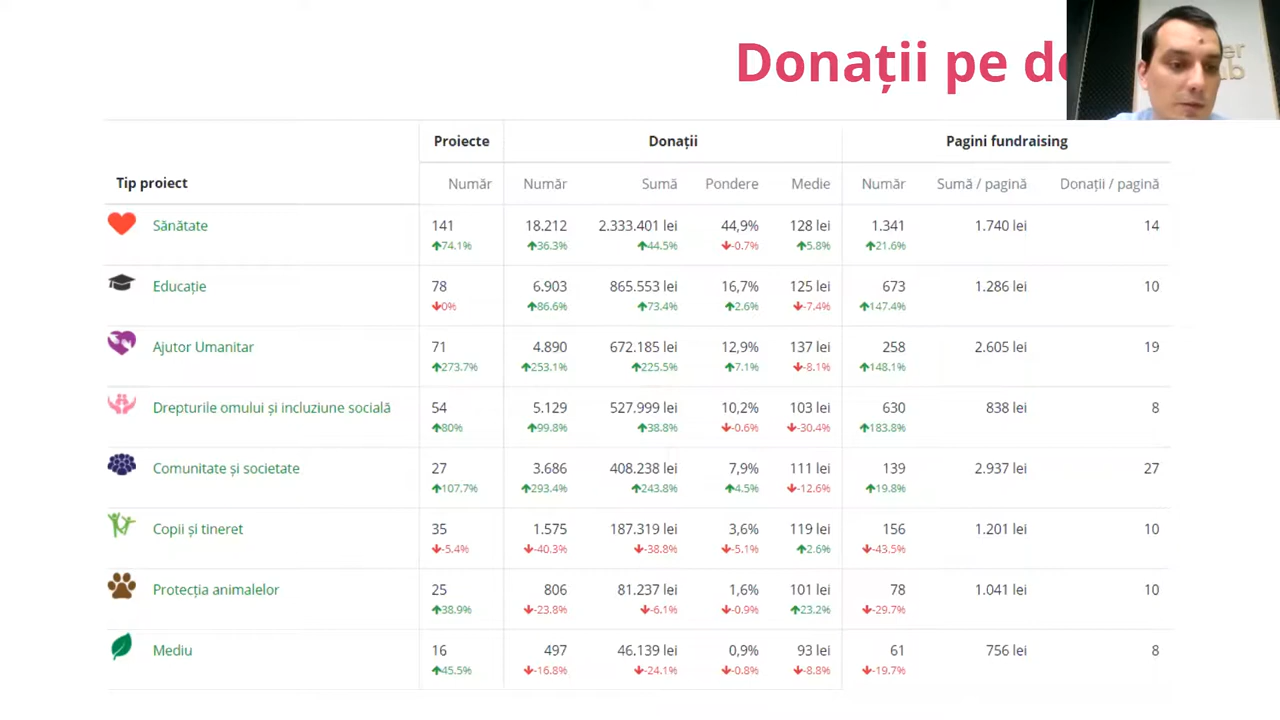 Donații pe
Proiecte Donații Pagini fundraising
Tip proiect Număr Număr Sumă Pondere Medie Număr Sumă / pagină Donații / pagină
Sănătate 141 18.212 2.333.401 lei 44,9% 128 lei 1.341 1.740 lei 14
74.1% 36.3% 44.5% -0.7% 5.8% 21.6%
Educație 78 6.903 865.553 lei 16,7% 125 lei 673 1.286 lei 10
0% 86.6% 73.4% 2.6% -7.4% 147.4%
Ajutor Umanitar 71 4.890 672.185 lei 12,9% 137 lei 258 2.605 lei 19
273.7% 253.1% 225.5% 7.1% -8.1% 148.1%
Drepturile omului și incluziune socială 54 5.129 527.999 lei 10,2% 103 lei 630 838 lei 8
80% 99.8% 38.8% -0.6% -30.4% 183.8%
Comunitate și societate 27 3.686 408.238 lei 7,9% 111 lei 139 2.937 lei 27
107.7% 293.4% 243.8% 4.5% -12.6% 19.8%
Copii și tineret 35 1.575 187.319 lei 3,6% 119 lei 156 1.201 lei 10
-5.4% -40.3% -38.8% -5.1% 2.6% -43.5%
Protecția animalelor 25 806 81.237 lei 1,6% 101 lei 78 1.041 lei 10
38.9% -23.8% -6.1% -0.9% 23.2% -29.7%
Mediu 16 497 46.139 lei 0,9% 93 lei 61 756 lei 8
45.5% -16.8% -24.1% -0.8% -8.8% -19.7%